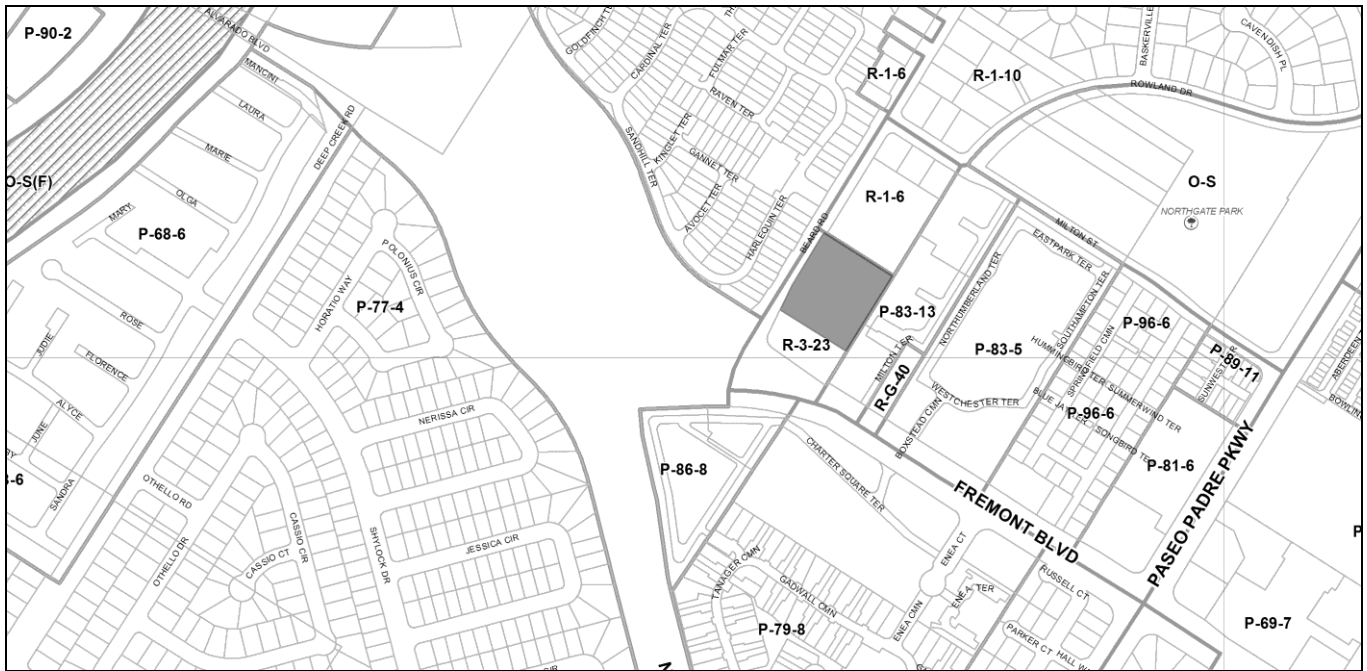 P-90-2
ALVARADO BLVD
MANCINI
LAURA
MARIE
OLGA
MARY
O-S(F)
P-68-6
DEEP CREEK RD
ROSE
JUDIE
FLORENCE
ALYCE
JUNE
SANDRA
HORATIO WAY
POLONIUS CIR
P-77-4
NERISSA CIR
OTHELLO RD
OTHELLO DR
CASSIO CT
CASSIO CIR
SHYLOCK DR
JESSICA CIR
GOLDFINCH TER
CARDINAL TER
FULMAR TER
RAVEN TER
SANDHILL TER
KINGLET TER
GANNET TER
AVOCET TER
HARLEQUIN TER
BEARD RD
R-1-6
R-1-10
BASKERVILLE
CAVENDISH PL
ROWLAND DR
R-1-6
O-S
NORTHGATE PARK
MILTON ST
EASTPARK TER
NORTHUMBERLAND TER
SOUTHAMPTON TER
P-83-13
R-3-23
MILTON TER
R-G-40
P-83-5
WESTCHESTER TER
BOXSTEAD CMN
P-96-6
HUMMINGBIRD TER
SPRINGFIELD CMN
SUMMERWIND TER
BLUE JAY TER
P-96-6
SONGBIRD TER
P-89-11
P-81-6
PASEO PADRE PKWY
FREMONT BLVD
P-86-8
CHARTER SQUARE TER
ENEA CT
ENEA TER
ENEA CMN
TANAGER CMN
GADWALL CMN
P-79-8
RUSSELL CT
PARKER CT
P-69-7